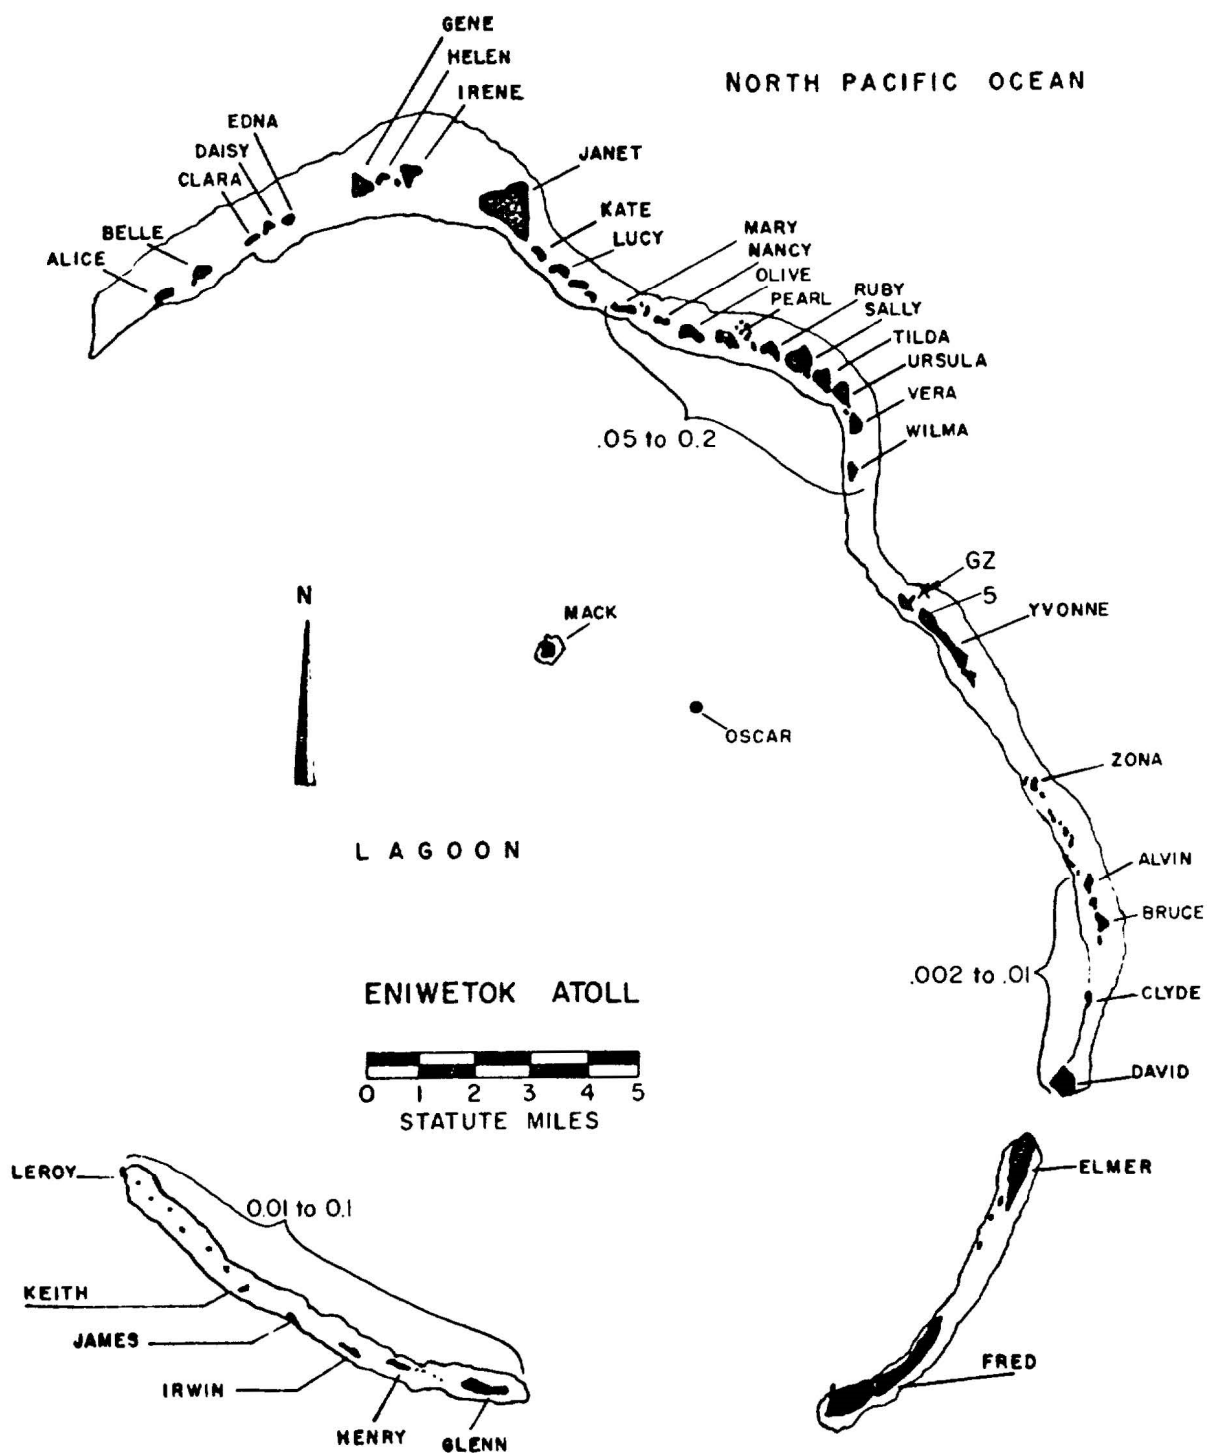 GENE
HELEN
IRENE
NORTH PACIFIC OCEAN
EDNA
DAISY
CLARA
JANET
BELLE
ALICE
KATE
LUCY
MARY
NANCY
OLIVE
PEARL
RUBY
SALLY
TILDA
URSULA
VERA
WILMA
.05 to 0.2
GZ
5
YVONNE
N
MACK
OSCAR
ZONA
LAGOON
ALVIN
BRUCE
.002 to .01
CLYDE
ENIWETOK ATOLL
DAVID
0 1 2 3 4 5
STATUTE MILES
LEROY
ELMER
0.01 to 0.1
KEITH
JAMES
IRWIN
HENRY
GLENN
FRED